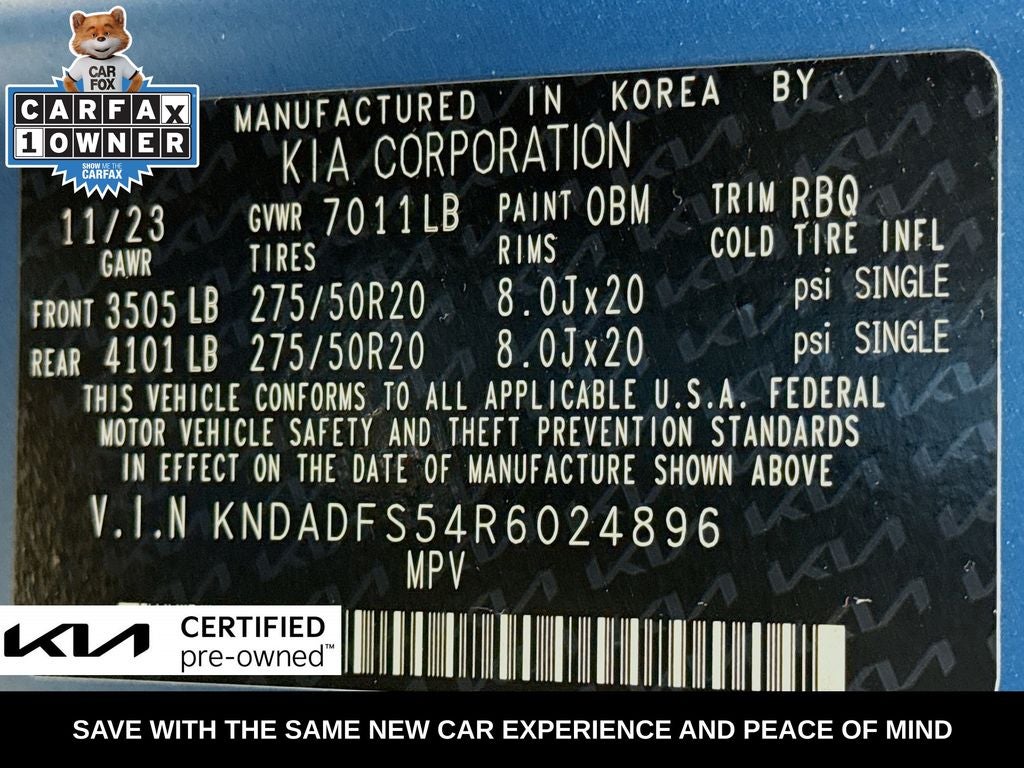 CAR
FOX
CARFAX
1 OWNER
SHOW ME THE
CARFAX
MANUFACTURED IN KOREA BY
KIA CORPORATION
11/23 GVWR 7011LB PAINT OBM TRIM RBQ
GAWR TIRES RIMS COLD TIRE INFL
FRONT 3505 LB 275/50R20 8.0Jx20 psi SINGLE
REAR 4101 LB 275/50R20 8.0Jx20 psi SINGLE
THIS VEHICLE CONFORMS TO ALL APPLICABLE U.S.A. FEDERAL
MOTOR VEHICLE SAFETY AND THEFT PREVENTION STANDARDS
IN EFFECT ON THE DATE OF MANUFACTURE SHOWN ABOVE
V.I.N KNDADFS54R6024896
MPV
KIA CERTIFIED
pre-owned™
SAVE WITH THE SAME NEW CAR EXPERIENCE AND PEACE OF MIND